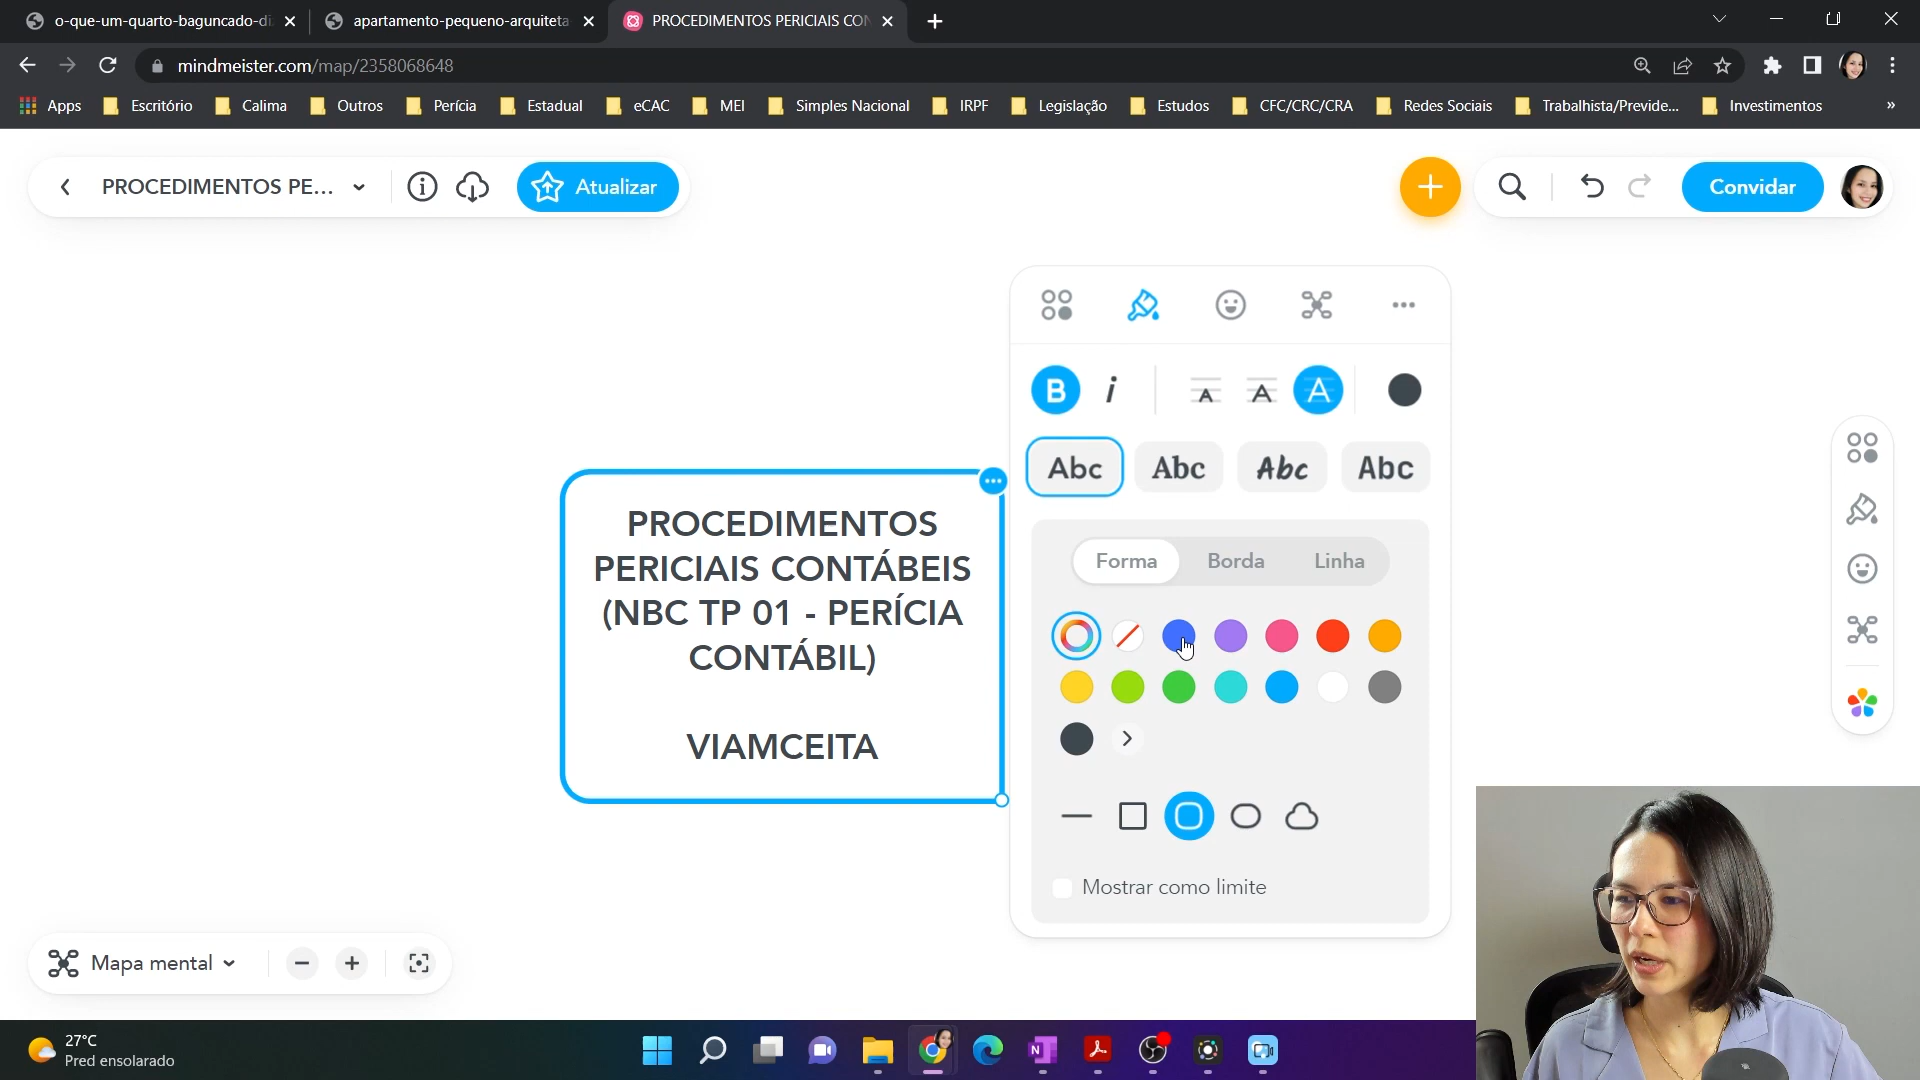 o-que-um-quarto-baguncado-di
apartamento-pequeno-arquiteta
PROCEDIMENTOS PERICIAIS CON
mindmeister.com/map/2358068648
Apps
Escritório
Calima
Outros
Perícia
Estadual
eCAC
MEI
Simples Nacional
IRPF
Legislação
Estudos
CFC/CRC/CRA
Redes Sociais
Trabalhista/Previde...
Investimentos
»
PROCEDIMENTOS PE...
Atualizar
Convidar
B i A A A
Abc Abc Abc Abc
Forma Borda Linha
Mostrar como limite
PROCEDIMENTOS
PERICIAIS CONTÁBEIS
(NBC TP 01 - PERÍCIA
CONTÁBIL)
VIAMCEITA
Mapa mental
27°C
Pred ensolarado